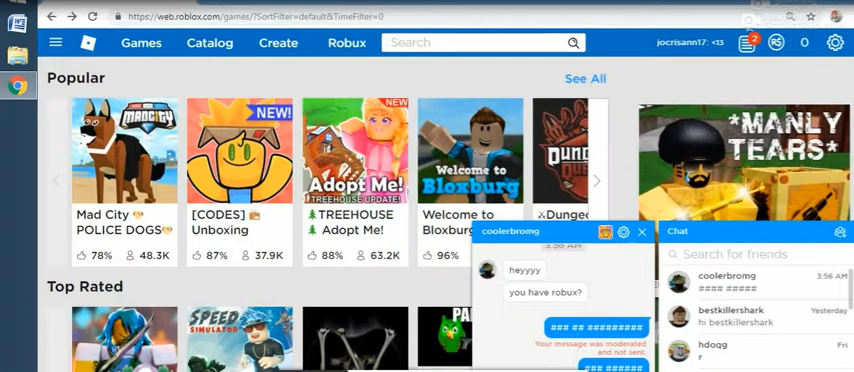 https://web.roblox.com/games/?SortFilter=default&TimeFilter=0
Games
Catalog
Create
Robux
Search
jocrisann17: <13
2
0
Popular
See All
MADCITY
Mad City
POLICE DOGS
78%
48.3K
NEW!
[CODES]
Unboxing
87%
37.9K
NEW
Adopt Me!
TREEHOUSE UPDATE!
TREEHOUSE
Adopt Me!
88%
63.2K
Welcome to
Bloxburg
Welcome to
Bloxburg
96%
Dunge
*MANLY
TEARS*
Top Rated
SPEED
SIMULATOR
coolerbromg
3:56 AM
heyyyy
you have robux?
### ## #########
Your message was moderated
and not sent.
### ######
Chat
Search for friends
coolerbromg
3:56 AM
#### #####
bestkillershark
Yesterday
hi bestkillershark
hdoqg
Fri
r